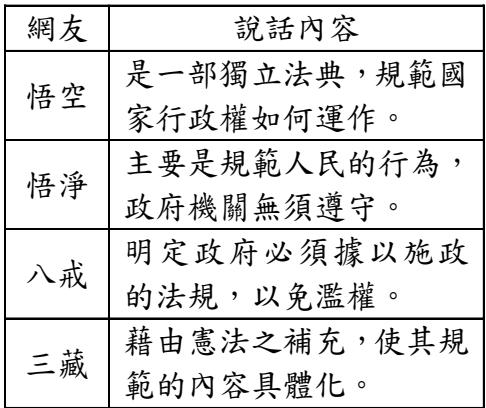 網友 說話內容
悟空 是一部獨立法典，規範國
家行政權如何運作。
悟淨 主要是規範人民的行為，
政府機關無須遵守。
八戒 明定政府必須據以施政
的法規，以免濫權。
三藏 藉由憲法之補充，使其規
範的內容具體化。